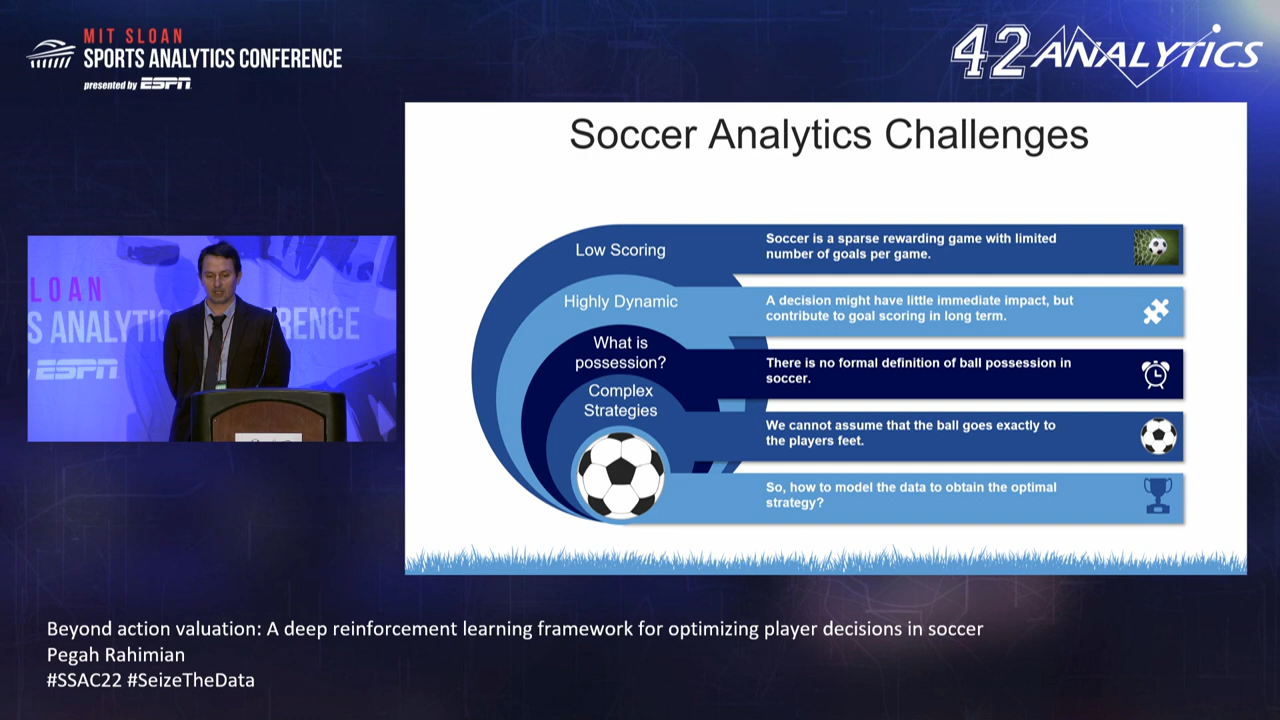 MIT SLOAN
SPORTS ANALYTICS CONFERENCE
presented by ESPN
42 ANALYTICS
Soccer Analytics Challenges
Low Scoring
Soccer is a sparse rewarding game with limited
number of goals per game.
Highly Dynamic
A decision might have little immediate impact, but
contribute to goal scoring in long term.
What is
possession?
There is no formal definition of ball possession in
soccer.
Complex
Strategies
We cannot assume that the ball goes exactly to
the players feet.
So, how to model the data to obtain the optimal
strategy?
LOAN
S ANALYTIC
RENCE
ESPN
Beyond action valuation: A deep reinforcement learning framework for optimizing player decisions in soccer
Pegah Rahimian
#SSAC22 #SeizeTheData